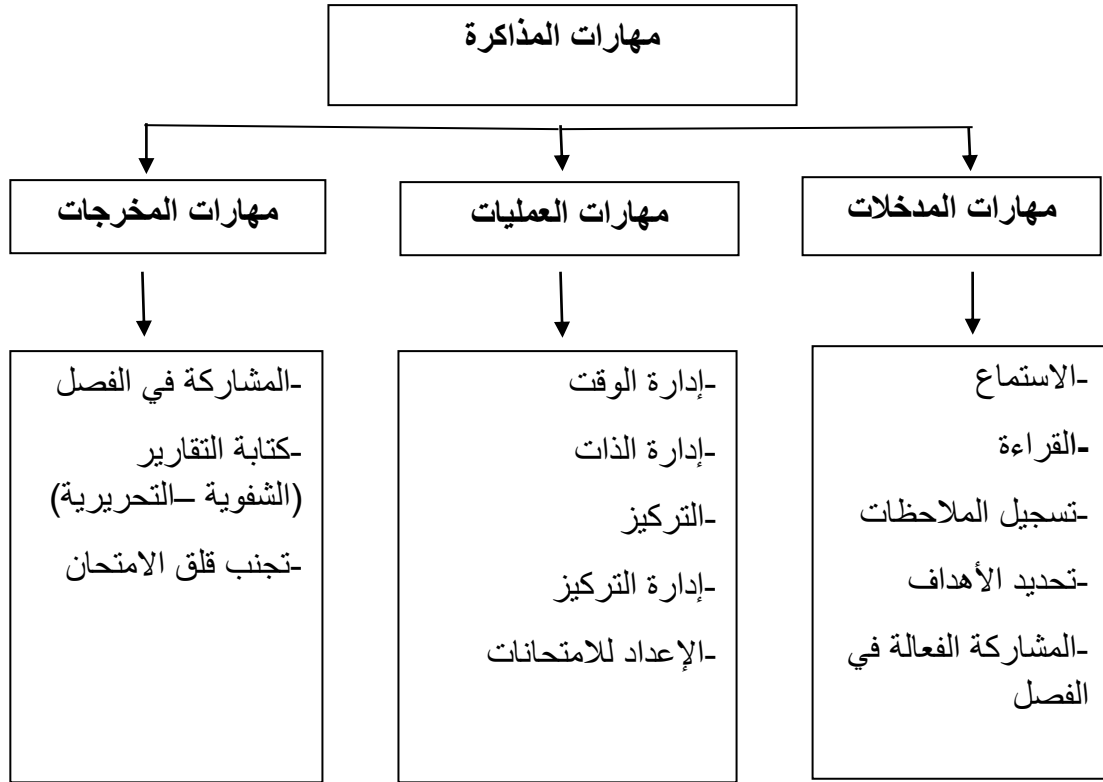 مهارات المذاكرة
مهارات المدخلات
مهارات العمليات
مهارات المخرجات
-الاستماع
-القراءة
-تسجيل الملاحظات
-تحديد الأهداف
-المشاركة الفعالة في
الفصل
-إدارة الوقت
-إدارة الذات
-التركيز
-إدارة التركيز
-الإعداد للامتحانات
-المشاركة في الفصل
-كتابة التقارير
(الشفوية –التحريرية)
-تجنب قلق الامتحان